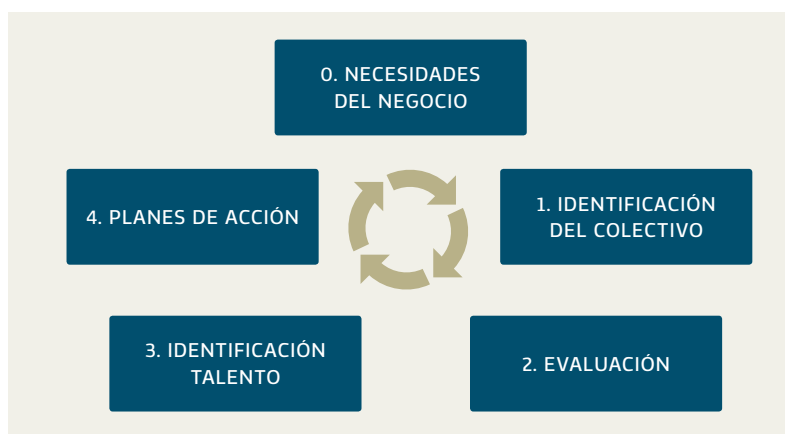 0. NECESIDADES
DEL NEGOCIO
1. IDENTIFICACIÓN
DEL COLECTIVO
2. EVALUACIÓN
3. IDENTIFICACIÓN
TALENTO
4. PLANES DE ACCIÓN